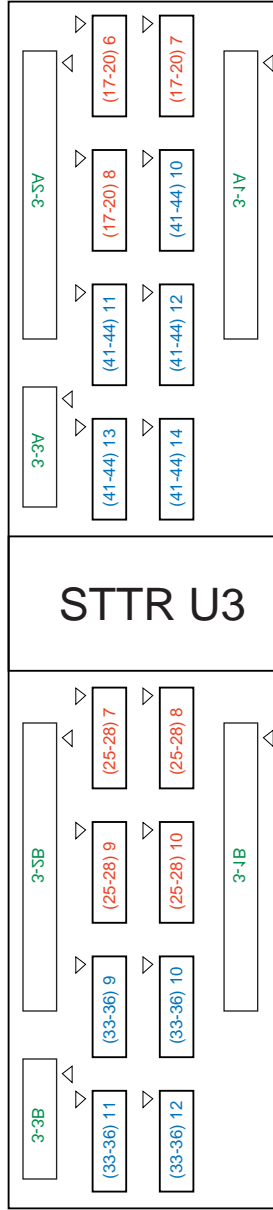 3-2A
(17-20) 6
(17-20) 7
(17-20) 8
(41-44) 10
3-1A
(41-44) 11
(41-44) 12
3-3A
(41-44) 13
(41-44) 14
STTR U3
3-2B
(25-28) 7
(25-28) 8
(25-28) 9
(25-28) 10
3-1B
(33-36) 9
(33-36) 10
3-3B
(33-36) 11
(33-36) 12